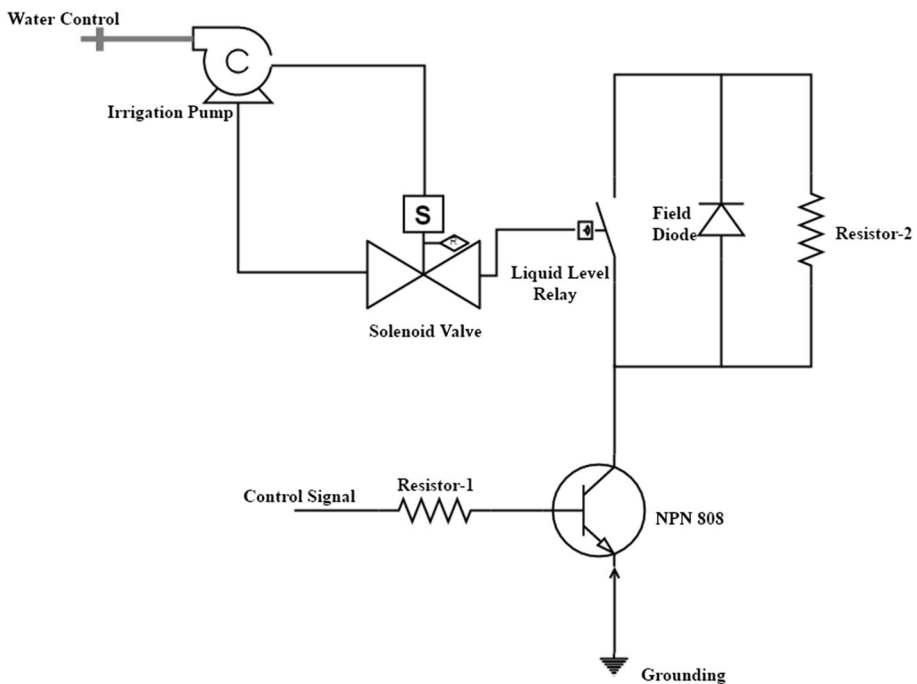 Water Control
C
Irrigation Pump
S
R
Field
Diode
Resistor-2
Liquid Level
Relay
Solenoid Valve
Resistor-1
Control Signal
NPN 808
Grounding